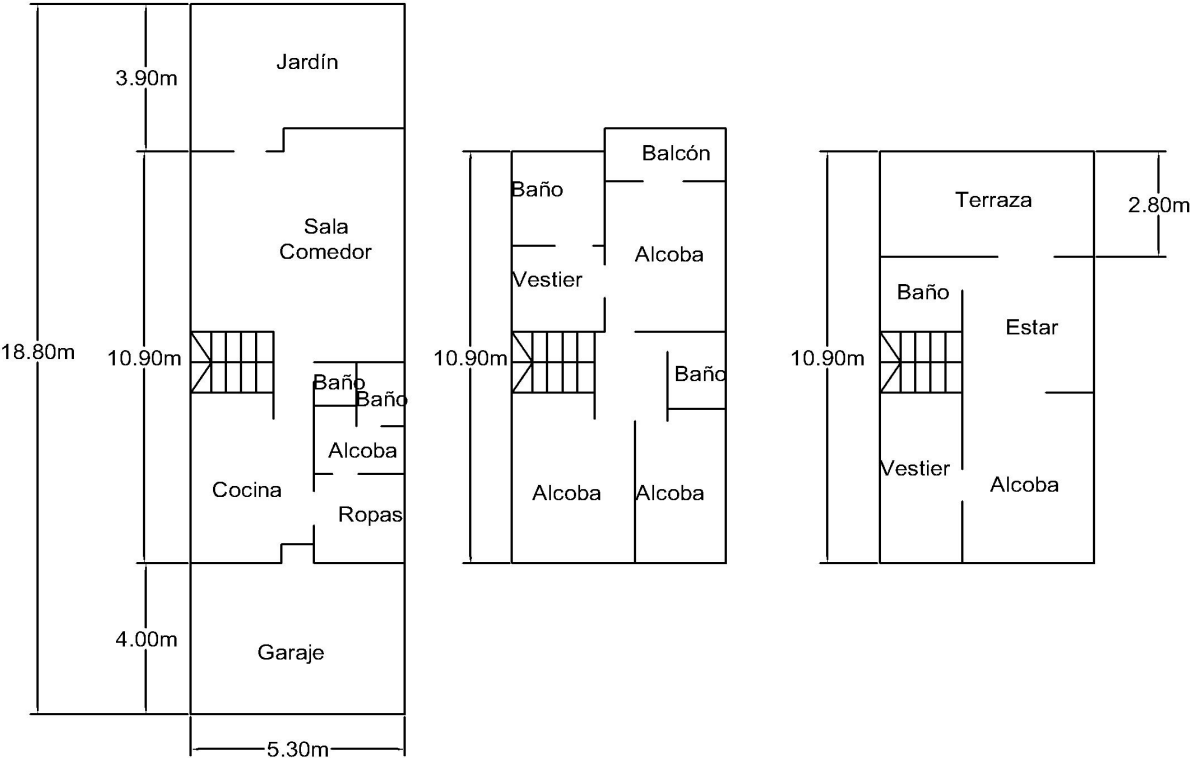 Jardín
3.90m
Sala
Comedor
18.80m
10.90m
Baño
Baño
Alcoba
Cocina
Ropas
4.00m
Garaje
5.30m
Balcón
Baño
Alcoba
Vestier
10.90m
Baño
Alcoba
Alcoba
Terraza
2.80m
Baño
Estar
10.90m
Vestier
Alcoba